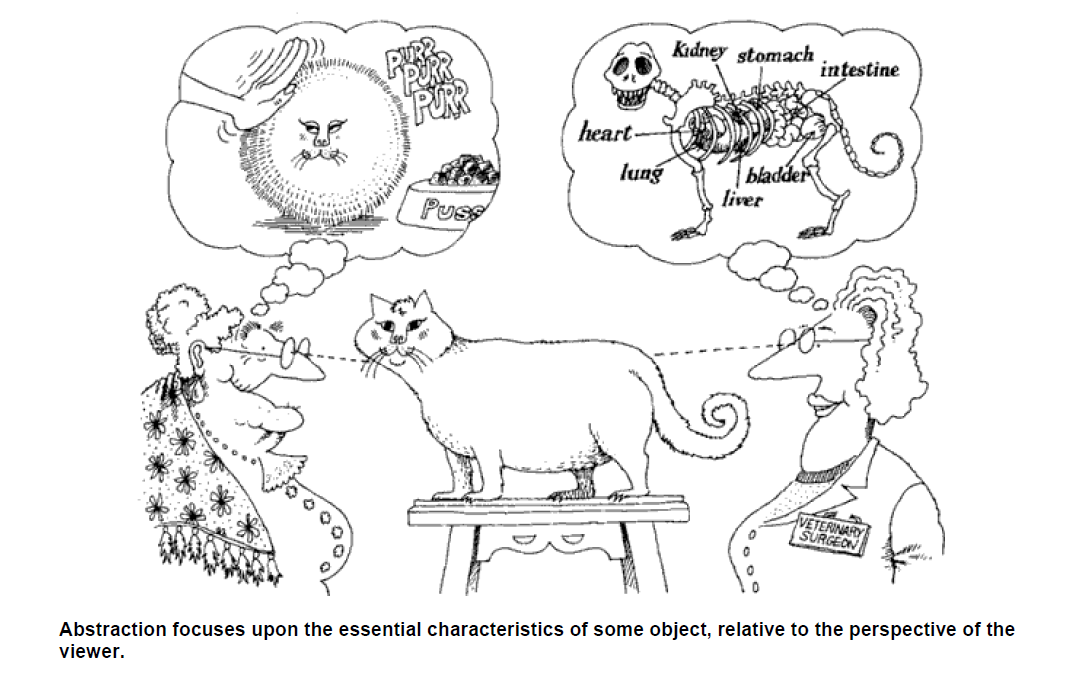 PURR
PURR
PURR
PURR
Puss
Kidney
stomach
intestine
heart
lung
bladder
liver
VETERINARY
SURGEON
Abstraction focuses upon the essential characteristics of some object, relative to the perspective of the
viewer.